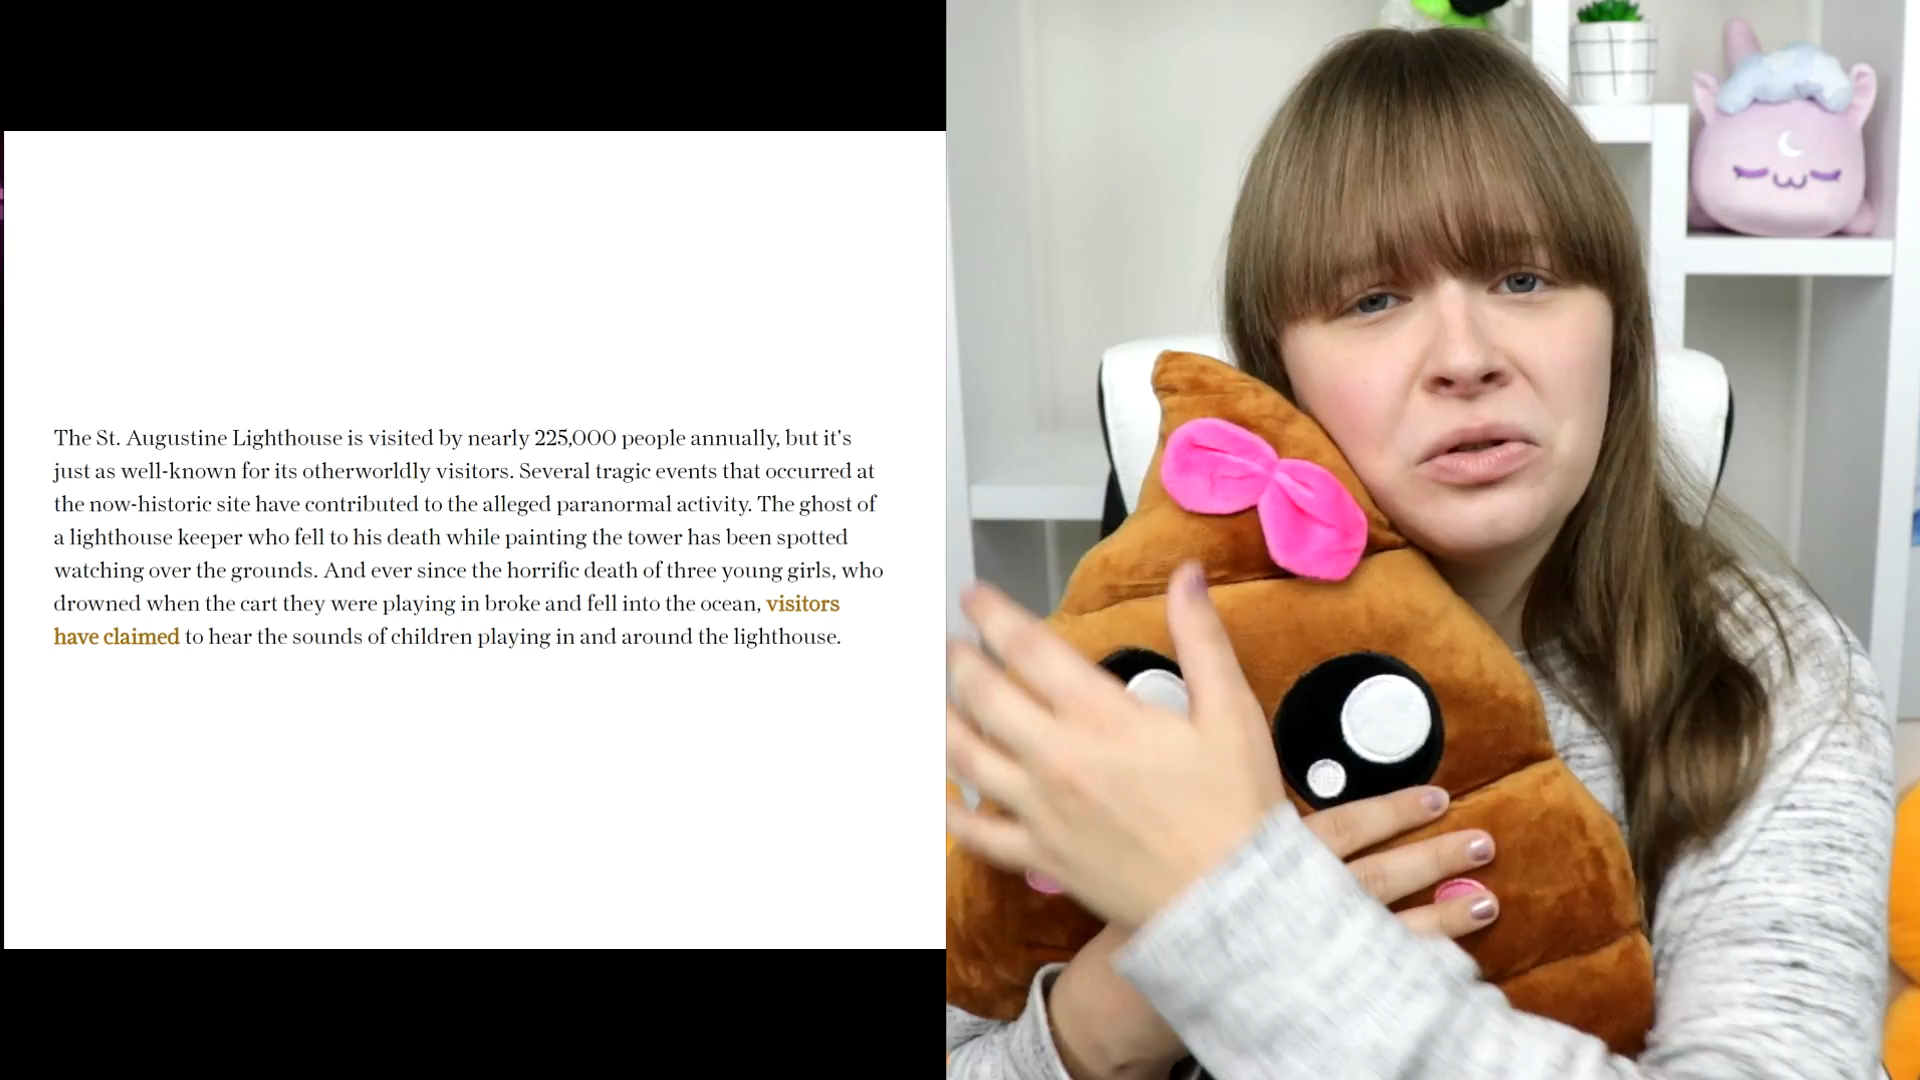 The St. Augustine Lighthouse is visited by nearly 225,000 people annually, but it's
just as well-known for its otherworldly visitors. Several tragic events that occurred at
the now-historic site have contributed to the alleged paranormal activity. The ghost of
a lighthouse keeper who fell to his death while painting the tower has been spotted
watching over the grounds. And ever since the horrific death of three young girls, who
drowned when the cart they were playing in broke and fell into the ocean, visitors
have claimed to hear the sounds of children playing in and around the lighthouse.